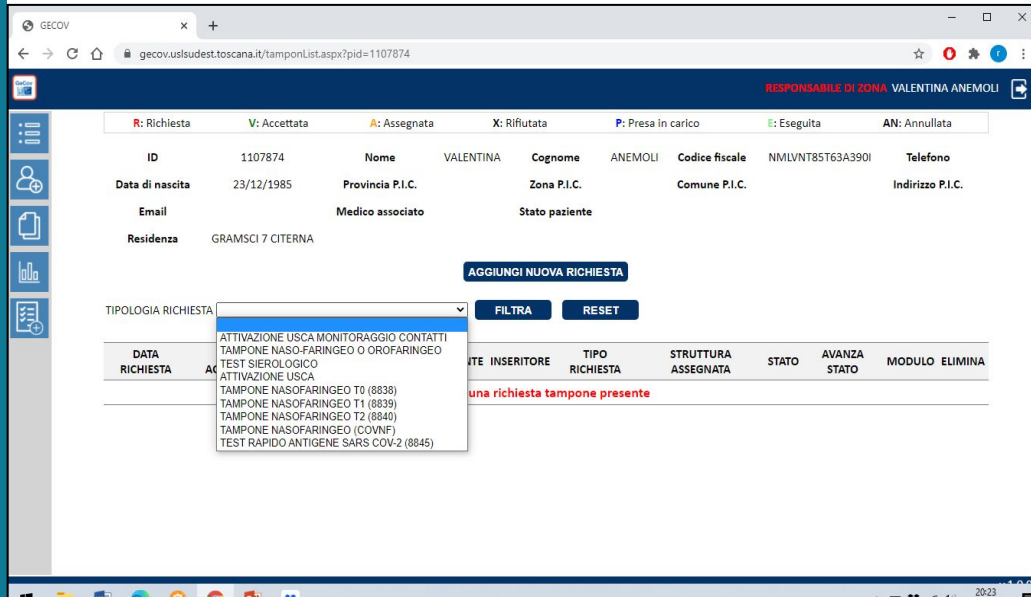 GECOV
gecov.uslsudest.toscana.it/tamponList.aspx?pid=1107874
GeCov
RESPONSABILE DI ZONA VALENTINA ANEMOLI
R: Richiesta V: Accettata A: Assegnata X: Rifiutata P: Presa in carico E: Eseguita AN: Annullata
ID 1107874 Nome VALENTINA Cognome ANEMOLI Codice fiscale NMLVNT85T63A390I Telefono
Data di nascita 23/12/1985 Provincia P.I.C. Zona P.I.C. Comune P.I.C. Indirizzo P.I.C.
Email Medico associato Stato paziente
Residenza GRAMSCI 7 CITERNA
AGGIUNGI NUOVA RICHIESTA
TIPOLOGIA RICHIESTA FILTRA RESET
ATTIVAZIONE USCA MONITORAGGIO CONTATTI
TAMPONE NASO-FARINGEO O OROFARINGEO
TEST SIEROLOGICO
ATTIVAZIONE USCA
TAMPONE NASOFARINGEO T0 (8838)
TAMPONE NASOFARINGEO T1 (8839)
TAMPONE NASOFARINGEO T2 (8840)
TAMPONE NASOFARINGEO (COVNF)
TEST RAPIDO ANTIGENE SARS COV-2 (8845)
DATA RICHIESTA
INSERITORE
TIPO RICHIESTA
STRUTTURA ASSEGNATA
STATO
AVANZA STATO
MODULO ELIMINA
una richiesta tampone presente
20:23